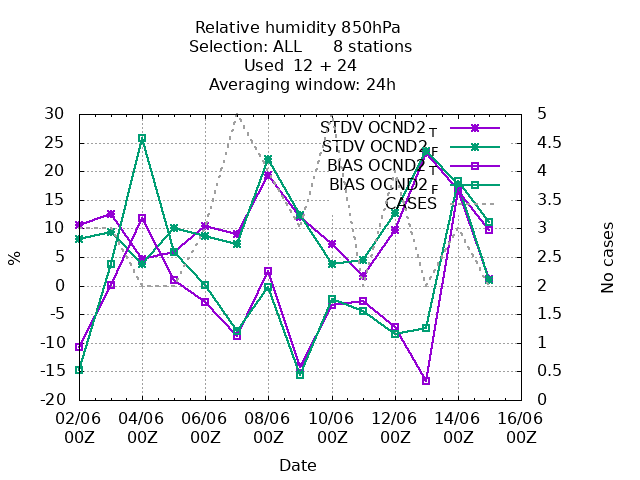 Relative humidity 850hPa
Selection: ALL      8 stations
Used  12 + 24
Averaging window: 24h
30 25 20 15 10 5 0 -5 -10 -15 -20
%
STDV OCND2 T
STDV OCND2 F
BIAS OCND2 T
BIAS OCND2 F
CASES
5 4.5 4 3.5 3 2.5 2 1.5 1 0.5 0
No cases
02/06 04/06 06/06 08/06 10/06 12/06 14/06 16/06
00Z 00Z 00Z 00Z 00Z 00Z 00Z 00Z
Date